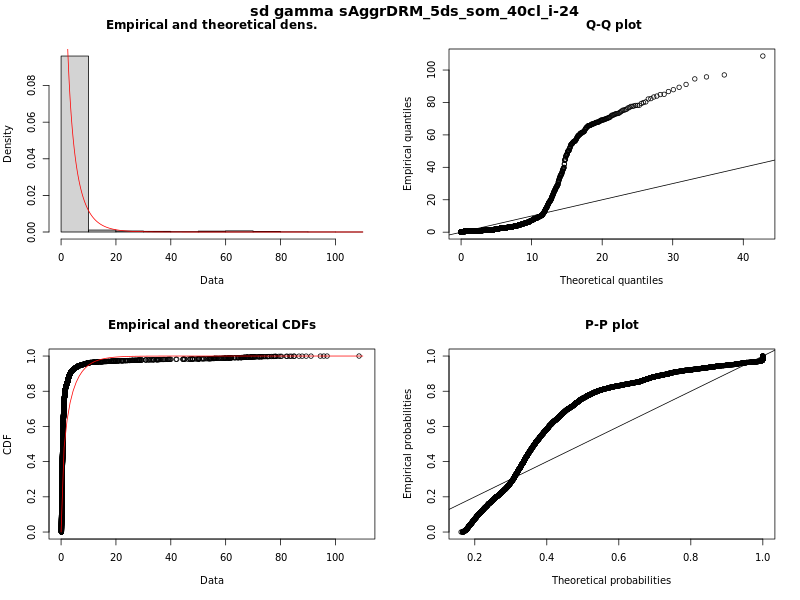 sd gamma sAggrDRM_5ds_som_40cl_i-24
Empirical and theoretical dens.
Density
0.00 0.02 0.04 0.08
0 20 40 60 80 100
Data
Q-Q plot
Empirical quantiles
0 20 40 60 80 100
0 10 20 30 40
Theoretical quantiles
Empirical and theoretical CDFs
CDF
0.0 0.2 0.4 0.6 0.8 1.0
0 20 40 60 80 100
Data
P-P plot
Empirical probabilities
0.0 0.2 0.4 0.6 0.8 1.0
0.2 0.4 0.6 0.8 1.0
Theoretical probabilities